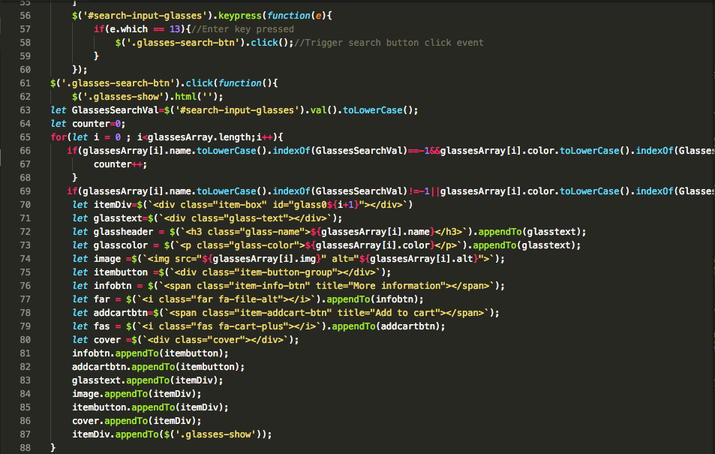 55 }
56 $('#search-input-glasses').keypress(function(e){
57 if(e.which == 13){//Enter key pressed
58 $('.glasses-search-btn').click();//Trigger search button click event
59 }
60 });
61 $('.glasses-search-btn').click(function(){
62 $('.glasses-show').html('');
63 let GlassesSearchVal=$('#search-input-glasses').val().toLowerCase();
64 let counter=0;
65 for(let i = 0 ; i<glassesArray.length;i++){
66 if(glassesArray[i].name.toLowerCase().indexOf(GlassesSearchVal)==-1&&glassesArray[i].color.toLowerCase().indexOf(Glasse
67 counter++;
68 }
69 if(glassesArray[i].name.toLowerCase().indexOf(GlassesSearchVal)!=-1||glassesArray[i].color.toLowerCase().indexOf(Glasse
70 let itemDiv=$(`<div class="item-box" id="glass0${i+1}"></div>`)
71 let glasstext=$(`<div class="glass-text"></div>`);
72 let glassheader = $(`<h3 class="glass-name">${glassesArray[i].name}</h3>`).appendTo(glasstext);
73 let glasscolor = $(`<p class="glass-color">${glassesArray[i].color}</p>`).appendTo(glasstext);
74 let image =$(`<img src="${glassesArray[i].img}" alt="${glassesArray[i].alt}">`);
75 let itembutton =$(`<div class="item-button-group"></div>`);
76 let infobtn = $(`<span class="item-info-btn" title="More information"></span>`);
77 let far = $(`<i class="far fa-file-alt"></i>`).appendTo(infobtn);
78 let addcartbtn=$(`<span class="item-addcart-btn" title="Add to cart"></span>`);
79 let fas = $(`<i class="fas fa-cart-plus"></i>`).appendTo(addcartbtn);
80 let cover =$(`<div class="cover"></div>`);
81 infobtn.appendTo(itembutton);
82 addcartbtn.appendTo(itembutton);
83 glasstext.appendTo(itemDiv);
84 image.appendTo(itemDiv);
85 itembutton.appendTo(itemDiv);
86 cover.appendTo(itemDiv);
87 itemDiv.appendTo($('.glasses-show'));
88 }